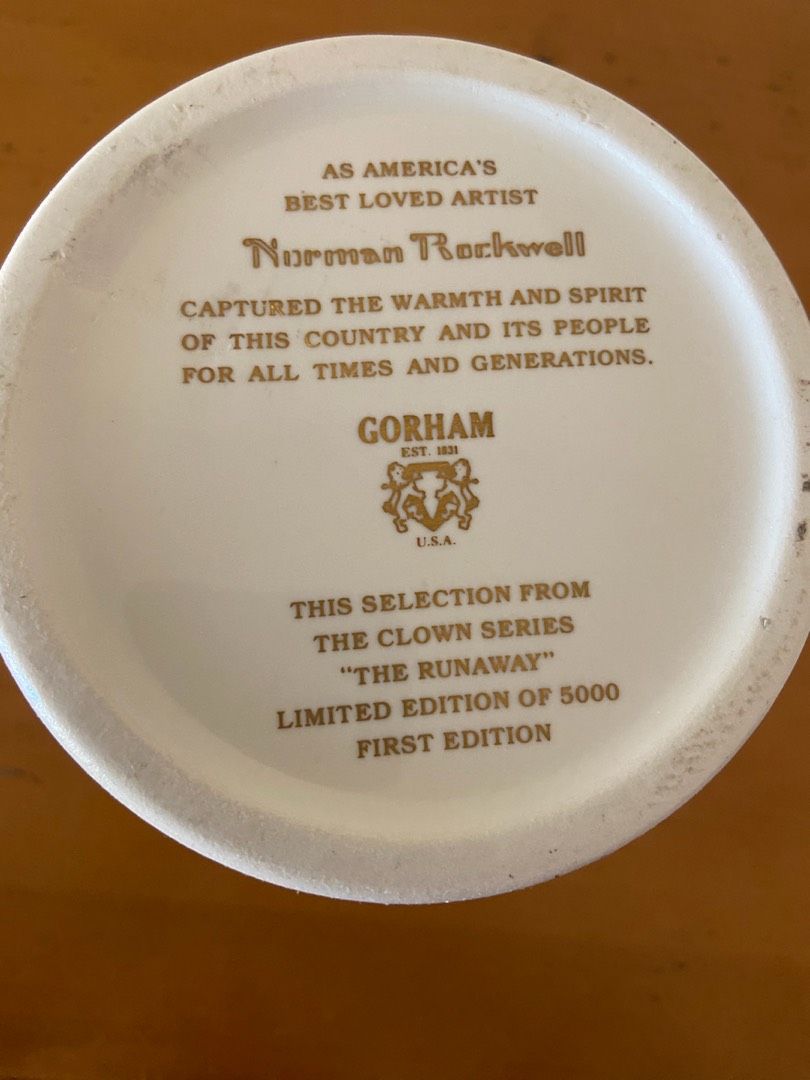 AS AMERICA'S
BEST LOVED ARTIST
Norman Rockwell
CAPTURED THE WARMTH AND SPIRIT
OF THIS COUNTRY AND ITS PEOPLE
FOR ALL TIMES AND GENERATIONS.
GORHAM
EST. 1831
U.S.A.
THIS SELECTION FROM
THE CLOWN SERIES
"THE RUNAWAY"
LIMITED EDITION OF 5000
FIRST EDITION